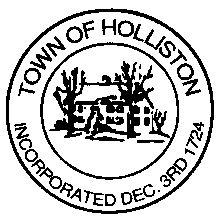 TOWN OF HOLLISTON
INCORPORATED DEC. 3RD 1724